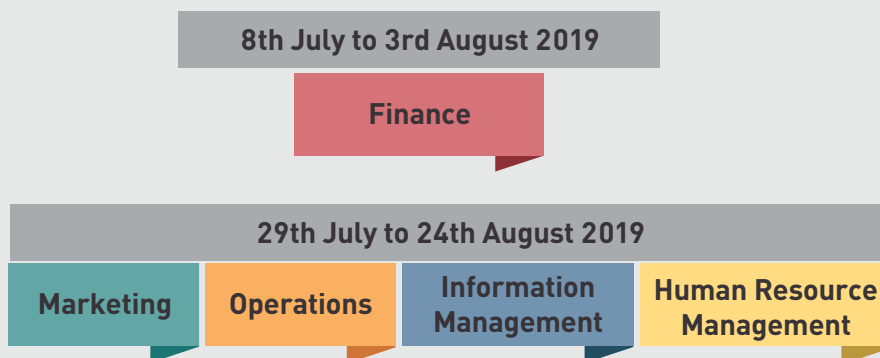 8th July to 3rd August 2019
Finance
29th July to 24th August 2019
Marketing
Operations
Information
Management
Human Resource
Management